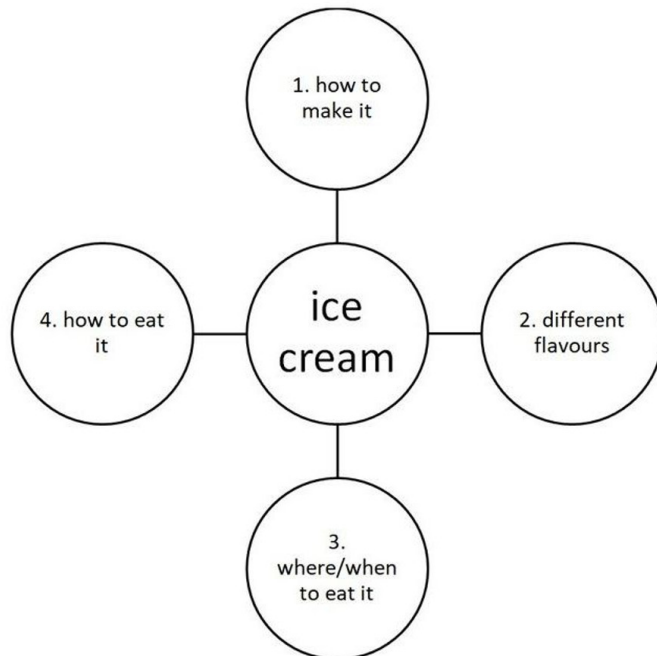 1. how to
make it
4. how to eat
it
ice
cream
2. different
flavours
3.
where/when
to eat it